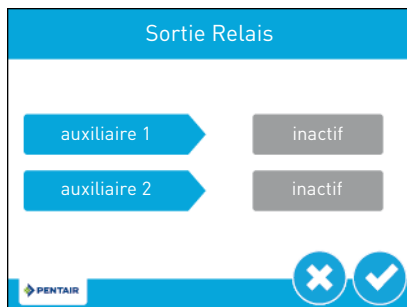 Sortie Relais
auxiliaire 1
inactif
auxiliaire 2
inactif
PENTAIR